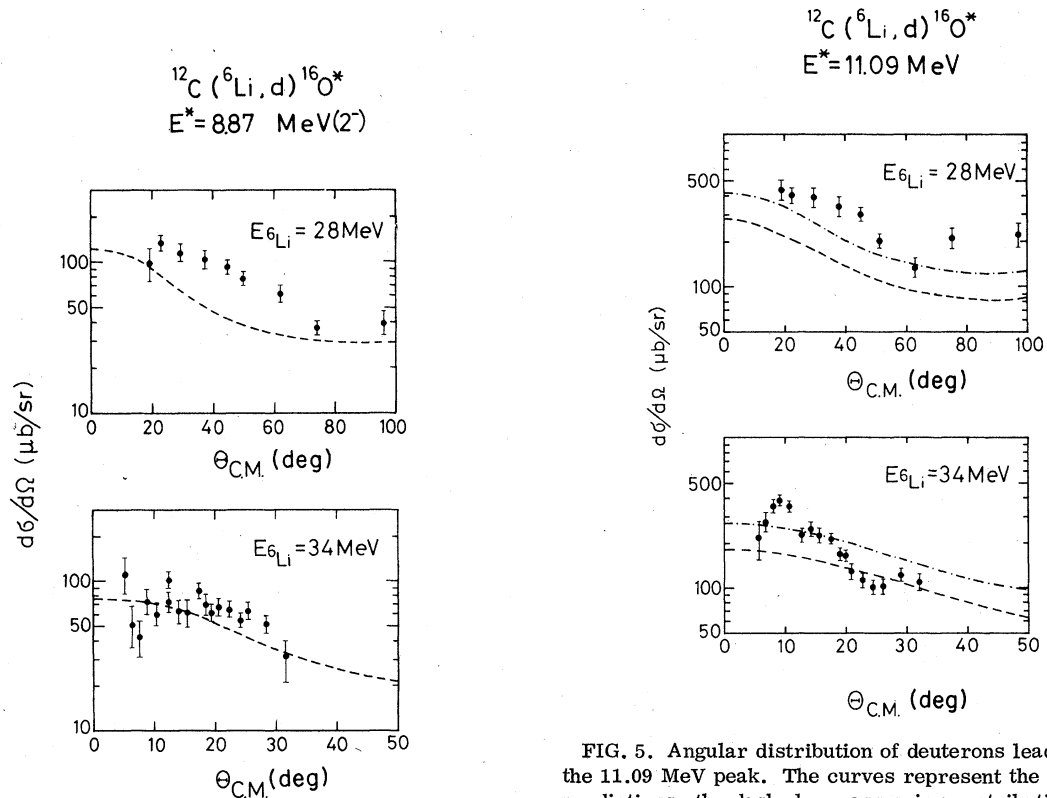 ¹²C (⁶Li, d) ¹⁶O*
E*=8.87 MeV(2⁻)
E⁶Li = 28MeV
100
50
10
0 20 40 60 80 100
ΘC.M. (deg)
dσ/dΩ (μb/sr)
E⁶Li =34MeV
100
50
10
0 10 20 30 40 50
ΘC.M. (deg)
¹²C (⁶Li, d) ¹⁶O*
E*=11.09 MeV
E⁶Li = 28MeV
500
100
50
0 20 40 60 80 100
ΘC.M. (deg)
dσ/dΩ (μb/sr)
E⁶Li =34MeV
500
100
50
0 10 20 30 40 50
ΘC.M. (deg)
FIG. 5. Angular distribution of deuterons lead
the 11.09 MeV peak. The curves represent the